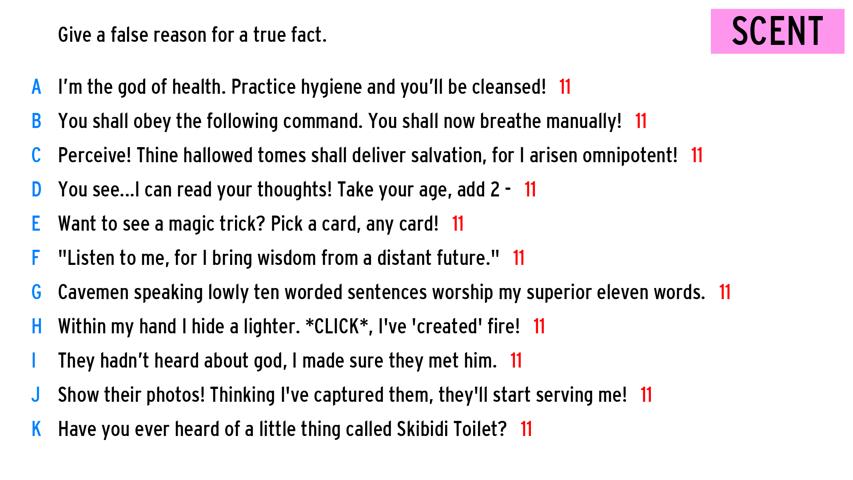 Give a false reason for a true fact.
SCENT
A I'm the god of health. Practice hygiene and you'll be cleansed! 11
B You shall obey the following command. You shall now breathe manually! 11
C Perceive! Thine hallowed tomes shall deliver salvation, for I arisen omnipotent! 11
D You see...I can read your thoughts! Take your age, add 2 - 11
E Want to see a magic trick? Pick a card, any card! 11
F "Listen to me, for I bring wisdom from a distant future." 11
G Cavemen speaking lowly ten worded sentences worship my superior eleven words. 11
H Within my hand I hide a lighter. *CLICK*, I've 'created' fire! 11
I They hadn't heard about god, I made sure they met him. 11
J Show their photos! Thinking I've captured them, they'll start serving me! 11
K Have you ever heard of a little thing called Skibidi Toilet? 11